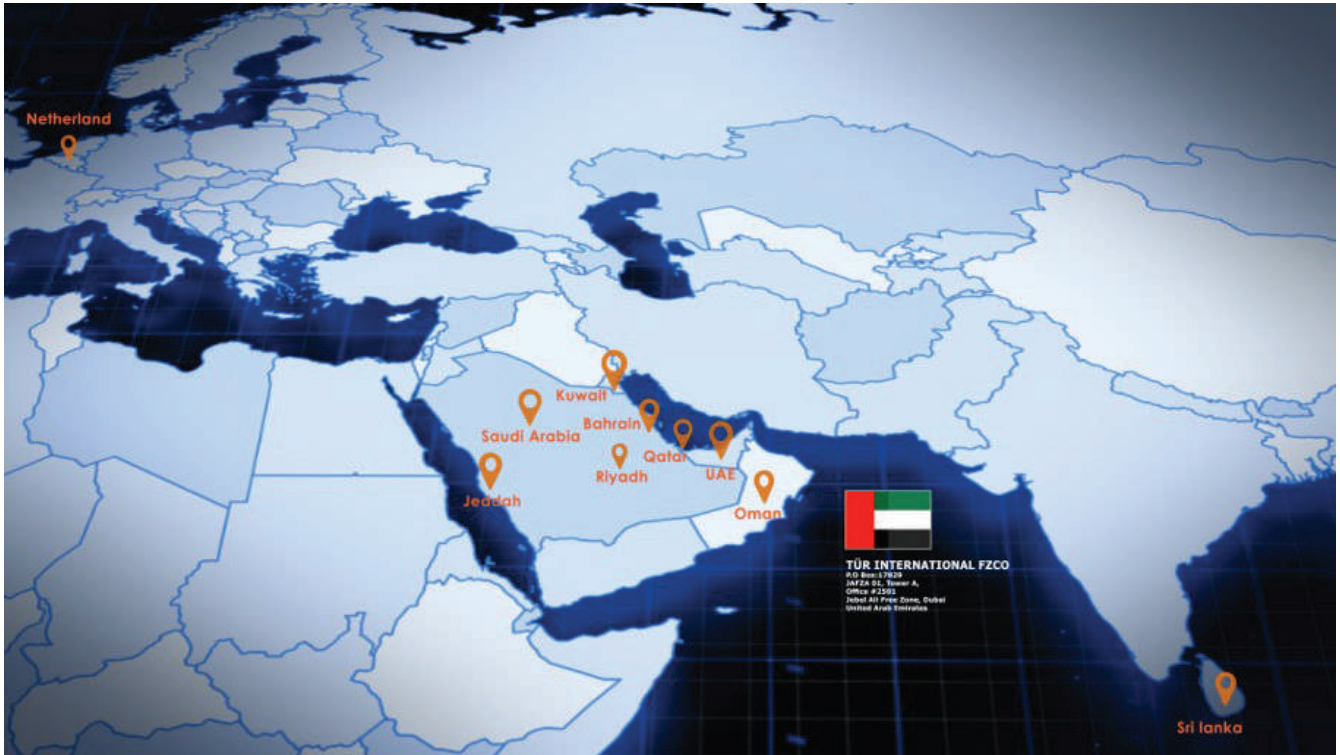 Netherland
Kuwait
Bahrain
Saudi Arabia
Qatar
Riyadh
UAE
Jeddah
Oman
TÜR INTERNATIONAL FZCO
P.O Box:17829
JAFZA 01, Tower A,
Office #2501
Jebel Ali Free Zone, Dubai
United Arab Emirates
Sri lanka